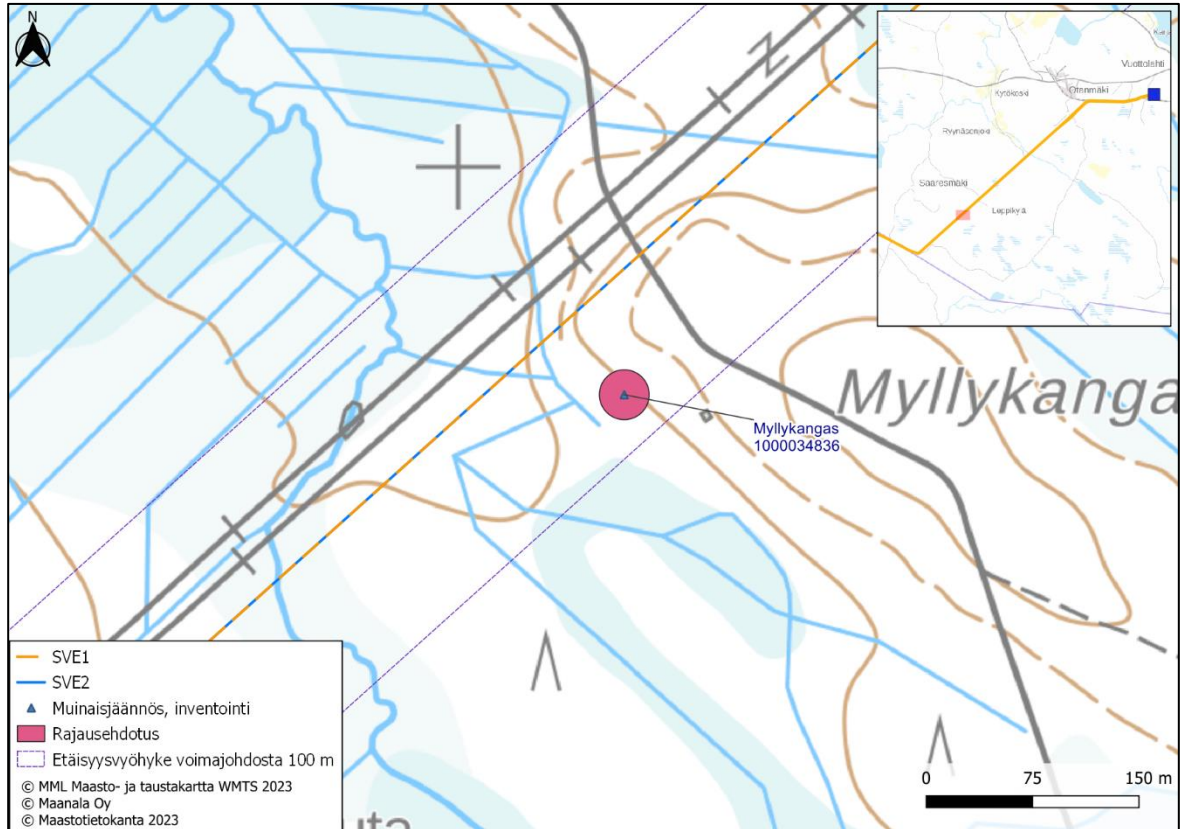 N
Z
Vuottolahti
Otanmäki
Kytökoski
Saaresmäki
Leppikylä
Myllykanga
Myllykangas
1000034836
SVE1
SVE2
Muinaisjäännös, inventointi
Rajausehdotus
Etäisyysvyöhyke voimajohdosta 100 m
© MML Maasto- ja taustakartta WMTS 2023
© Maanala Oy
© Maastotietokanta 2023
0 75 150 m